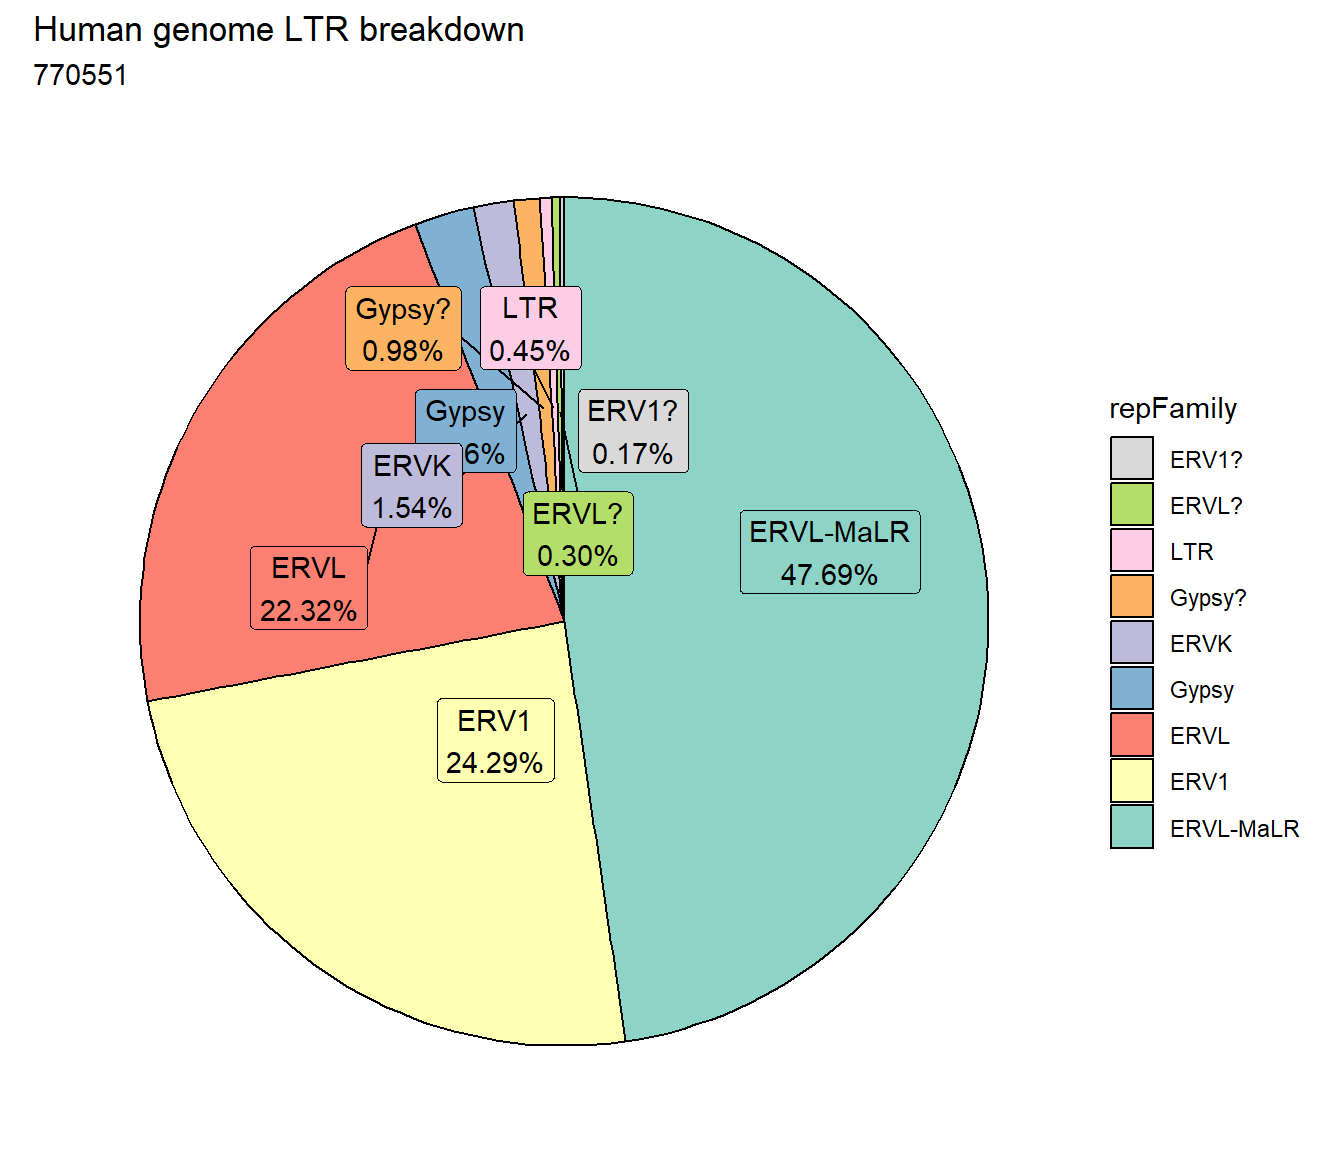 Human genome LTR breakdown
770551
Gypsy?
0.98%
LTR
0.45%
Gypsy
6%
ERV1?
0.17%
ERVK
1.54%
ERVL?
0.30%
ERVL-MaLR
47.69%
ERVL
22.32%
ERV1
24.29%
repFamily
ERV1?
ERVL?
LTR
Gypsy?
ERVK
Gypsy
ERVL
ERV1
ERVL-MaLR